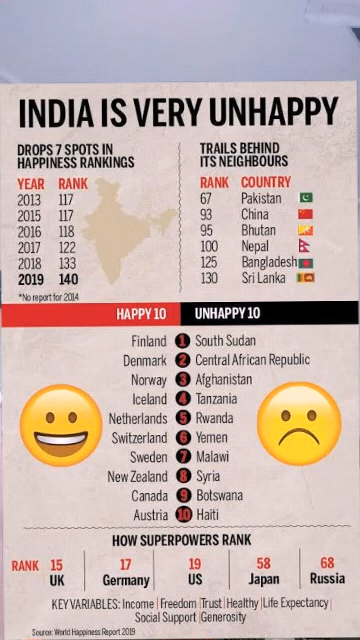 INDIA IS VERY UNHAPPY
DROPS 7 SPOTS IN
HAPPINESS RANKINGS
YEAR RANK
2013 117
2015 117
2016 118
2017 122
2018 133
2019 140
*No report for 2014
TRAILS BEHIND
ITS NEIGHBOURS
RANK COUNTRY
67 Pakistan
93 China
95 Bhutan
100 Nepal
125 Bangladesh
130 Sri Lanka
HAPPY 10 UNHAPPY 10
Finland 1 South Sudan
Denmark 2 Central African Republic
Norway 3 Afghanistan
Iceland 4 Tanzania
Netherlands 5 Rwanda
Switzerland 6 Yemen
Sweden 7 Malawi
New Zealand 8 Syria
Canada 9 Botswana
Austria 10 Haiti
HOW SUPERPOWERS RANK
RANK 15 17 19 58 68
UK Germany US Japan Russia
KEY VARIABLES: Income | Freedom | Trust | Healthy | Life Expectancy |
Social Support | Generosity
Source: World Happiness Report 2019